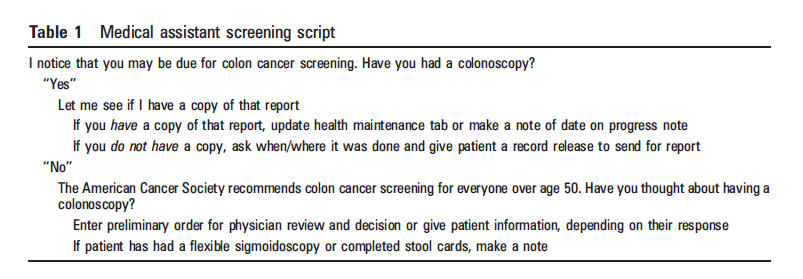 Table 1 Medical assistant screening script
I notice that you may be due for colon cancer screening. Have you had a colonoscopy?
“Yes”
Let me see if I have a copy of that report
If you have a copy of that report, update health maintenance tab or make a note of date on progress note
If you do not have a copy, ask when/where it was done and give patient a record release to send for report
“No”
The American Cancer Society recommends colon cancer screening for everyone over age 50. Have you thought about having a
colonoscopy?
Enter preliminary order for physician review and decision or give patient information, depending on their response
If patient has had a flexible sigmoidoscopy or completed stool cards, make a note